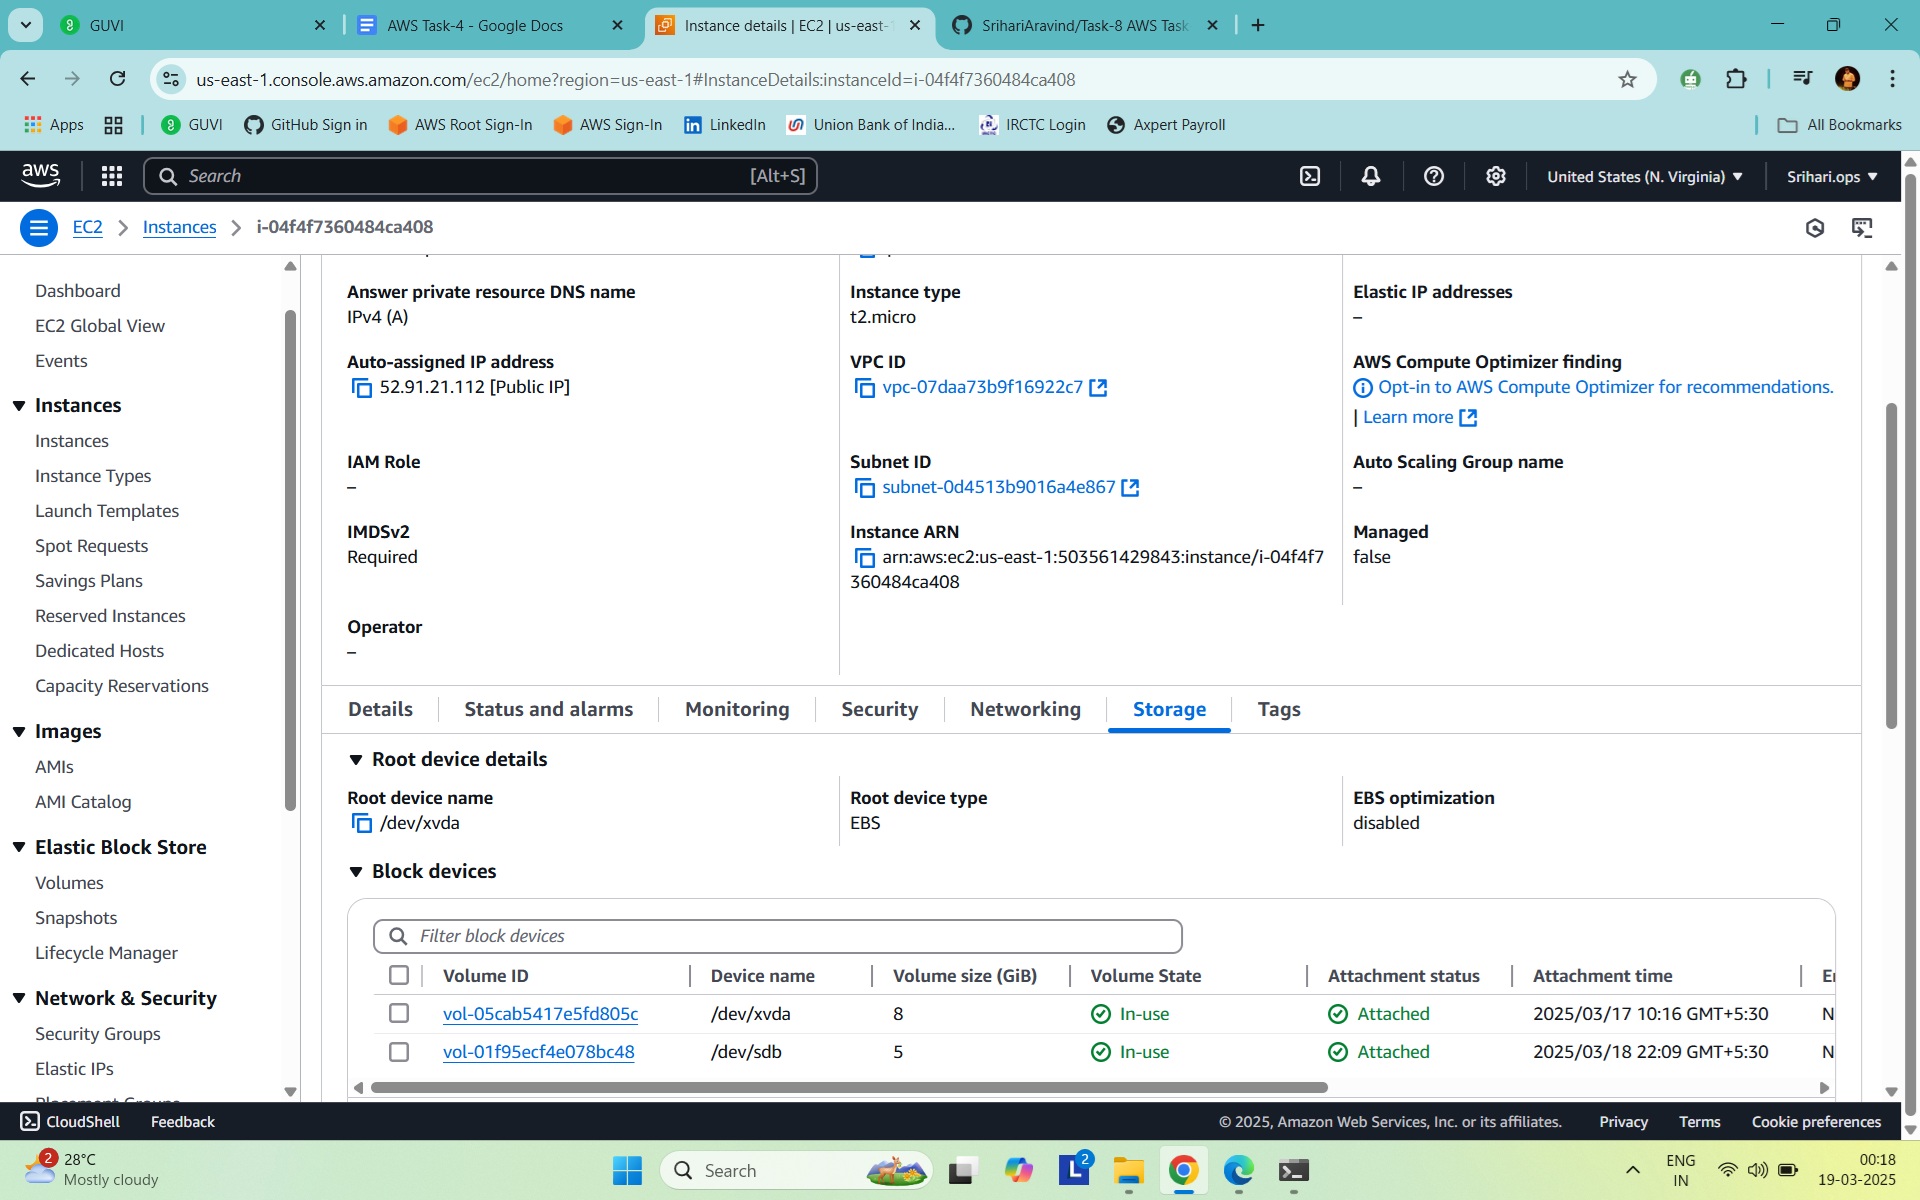 GUVI
AWS Task-4 - Google Docs
Instance details | EC2 | us-east-1
SrihariAravind/Task-8 AWS Task
us-east-1.console.aws.amazon.com/ec2/home?region=us-east-1#InstanceDetails:instanceId=i-04f4f7360484ca408
Apps
GUVI
GitHub Sign in
AWS Root Sign-In
AWS Sign-In
LinkedIn
Union Bank of India...
IRCTC Login
Axpert Payroll
All Bookmarks
aws
Search
[Alt+S]
United States (N. Virginia)
Srihari.ops
EC2
Instances
i-04f4f7360484ca408
Dashboard
EC2 Global View
Events
Instances
Instances
Instance Types
Launch Templates
Spot Requests
Savings Plans
Reserved Instances
Dedicated Hosts
Capacity Reservations
Images
AMIs
AMI Catalog
Elastic Block Store
Volumes
Snapshots
Lifecycle Manager
Network & Security
Security Groups
Elastic IPs
Placement Groups
Answer private resource DNS name
IPv4 (A)
Instance type
t2.micro
Elastic IP addresses
–
Auto-assigned IP address
52.91.21.112 [Public IP]
VPC ID
vpc-07daa73b9f16922c7
AWS Compute Optimizer finding
Opt-in to AWS Compute Optimizer for recommendations.
| Learn more
IAM Role
–
Subnet ID
subnet-0d4513b9016a4e867
Auto Scaling Group name
–
IMDSv2
Required
Instance ARN
arn:aws:ec2:us-east-1:503561429843:instance/i-04f4f7
360484ca408
Managed
false
Operator
–
Details
Status and alarms
Monitoring
Security
Networking
Storage
Tags
Root device details
Root device name
/dev/xvda
Root device type
EBS
EBS optimization
disabled
Block devices
Filter block devices
Volume ID Device name Volume size (GiB) Volume State Attachment status Attachment time
vol-05cab5417e5fd805c /dev/xvda 8 In-use Attached 2025/03/17 10:16 GMT+5:30 N
vol-01f95ecf4e078bc48 /dev/sdb 5 In-use Attached 2025/03/18 22:09 GMT+5:30 N
CloudShell
Feedback
© 2025, Amazon Web Services, Inc. or its affiliates.
Privacy
Terms
Cookie preferences
2
28°C
Mostly cloudy
Search
L
2
ENG
IN
00:18
19-03-2025